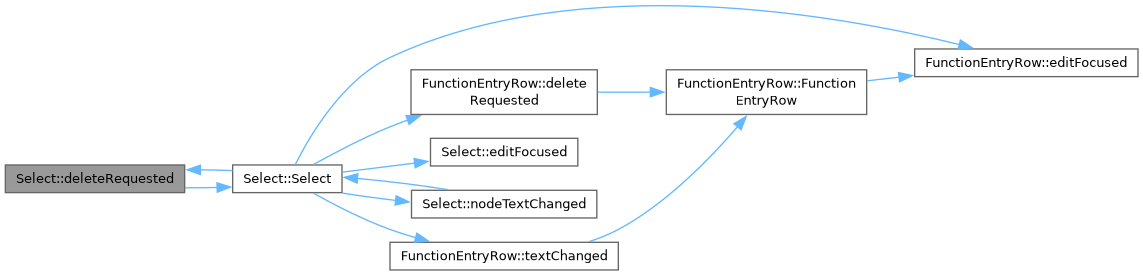 Select::deleteRequested
Select::Select
FunctionEntryRow::delete
Requested
Select::editFocused
Select::nodeTextChanged
FunctionEntryRow::textChanged
FunctionEntryRow::Function
EntryRow
FunctionEntryRow::editFocused